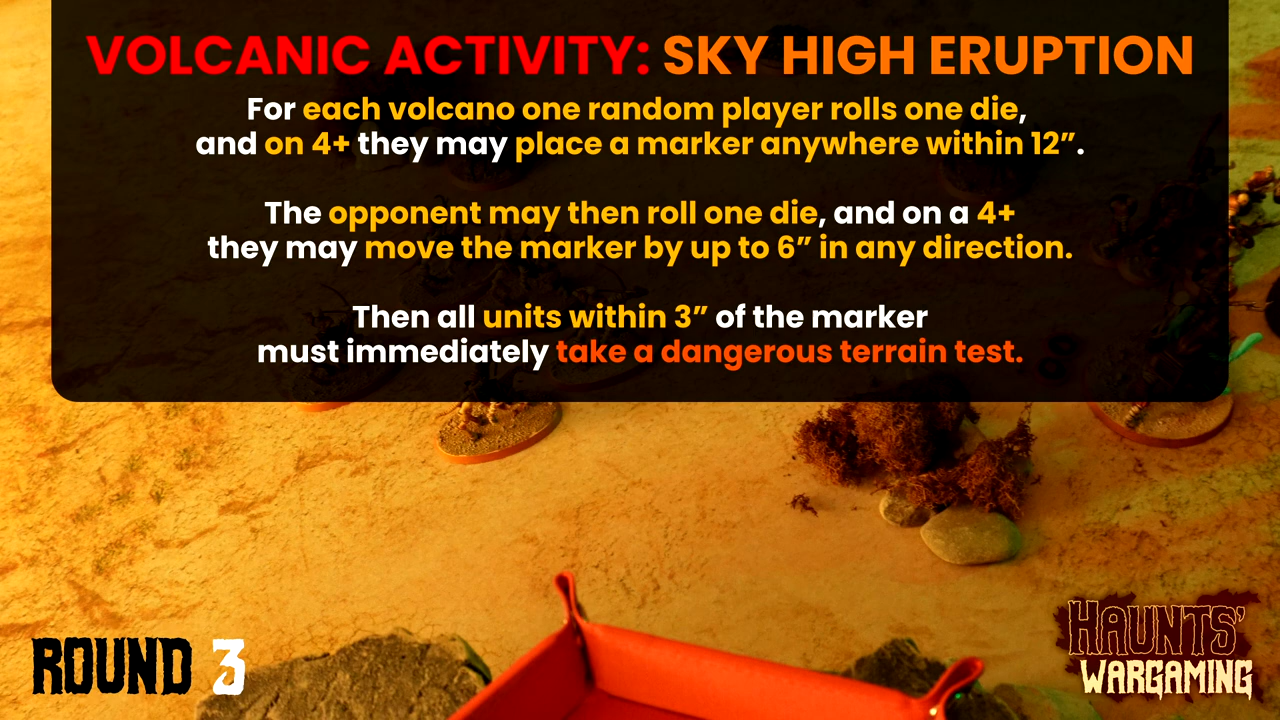 VOLCANIC ACTIVITY: SKY HIGH ERUPTION
For each volcano one random player rolls one die,
and on 4+ they may place a marker anywhere within 12”.
The opponent may then roll one die, and on a 4+
they may move the marker by up to 6” in any direction.
Then all units within 3” of the marker
must immediately take a dangerous terrain test.
ROUND 3
HAUNTS’
WARGAMING